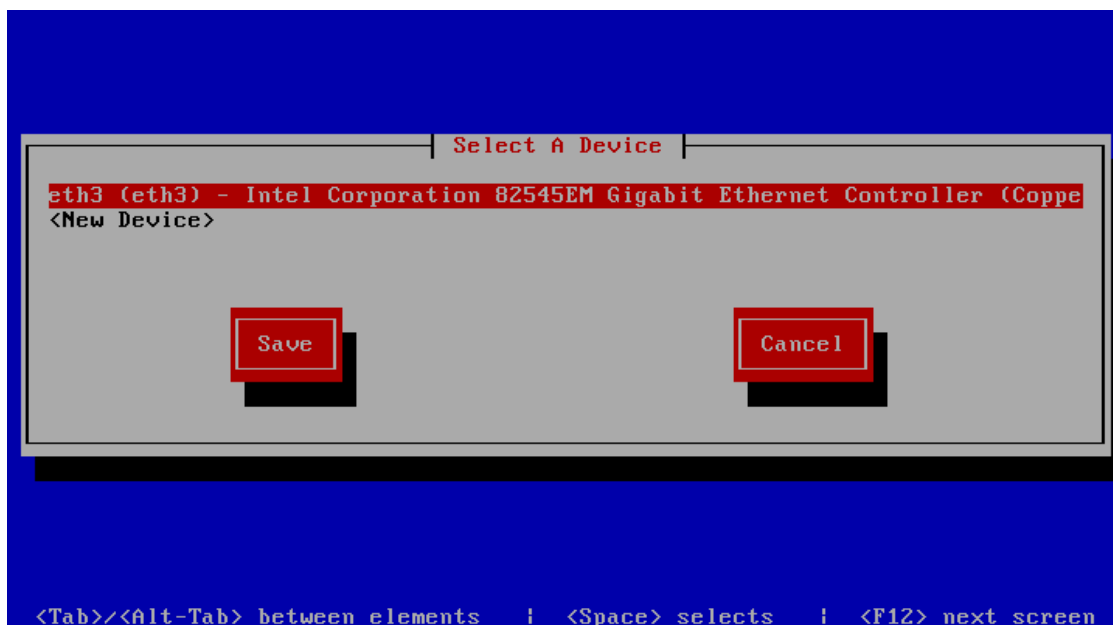 Select A Device
eth3 (eth3) - Intel Corporation 82545EM Gigabit Ethernet Controller (Coppe
<New Device>
Save
Cancel
<Tab>/<Alt-Tab> between elements | <Space> selects | <F12> next screen